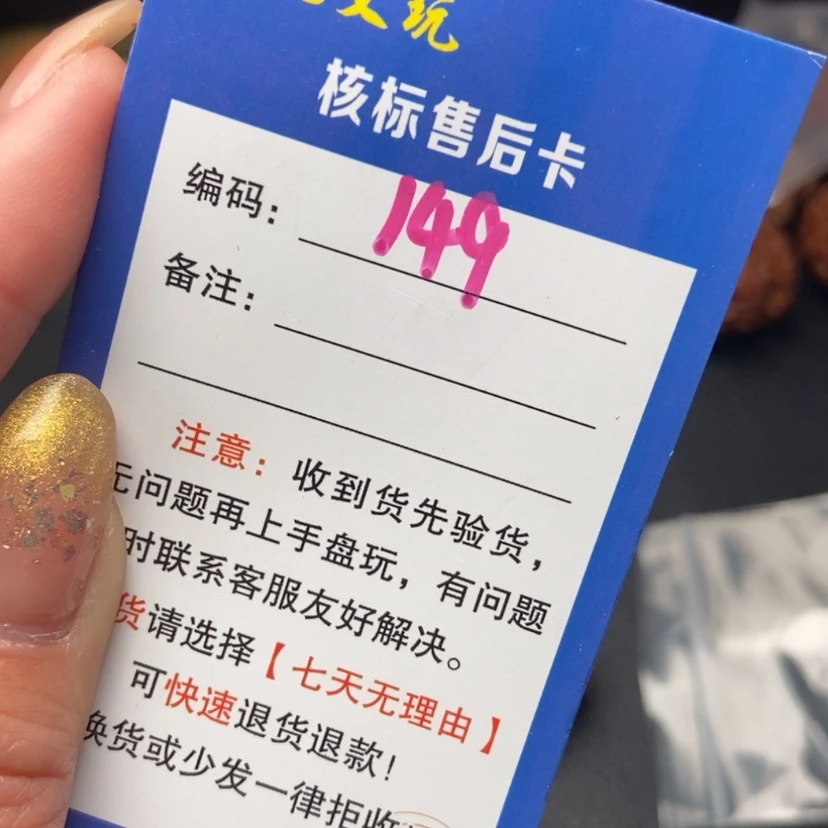 文玩
核标售后卡
编码: 149
备注:
注意: 收到货先验货,
无问题再上手盘玩, 有问题
时联系客服友好解决。
货请选择【七天无理由】
可快速退货退款!
换货或少发一律拒收